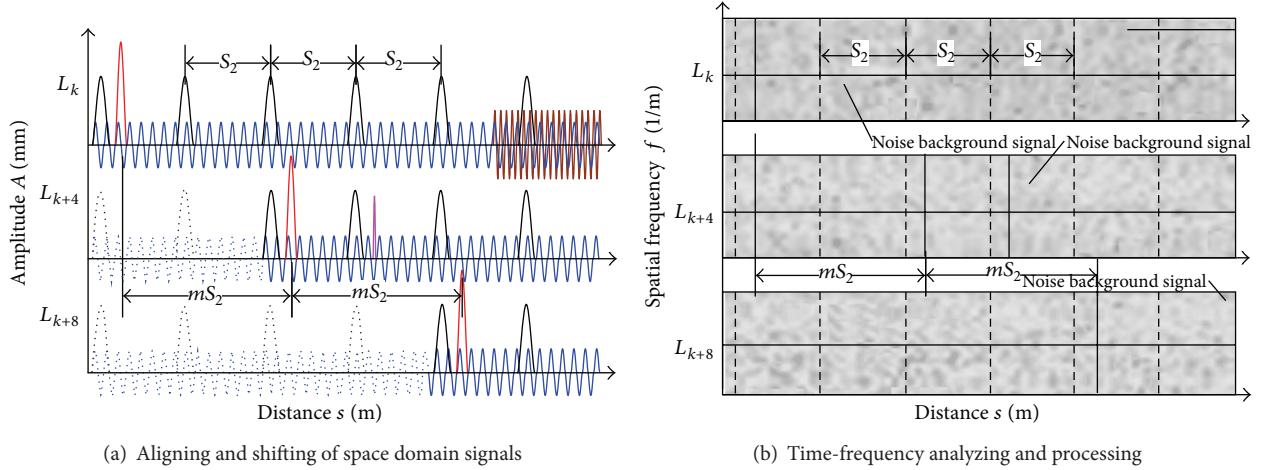 Amplitude A (mm)
L_k
S_2
S_2
S_2
L_{k+4}
mS_2
mS_2
L_{k+8}
Distance s (m)
(a) Aligning and shifting of space domain signals
Spatial frequency f (1/m)
L_k
S_2
S_2
S_2
Noise background signal
Noise background signal
L_{k+4}
mS_2
mS_2
Noise background signal
L_{k+8}
Distance s (m)
(b) Time-frequency analyzing and processing